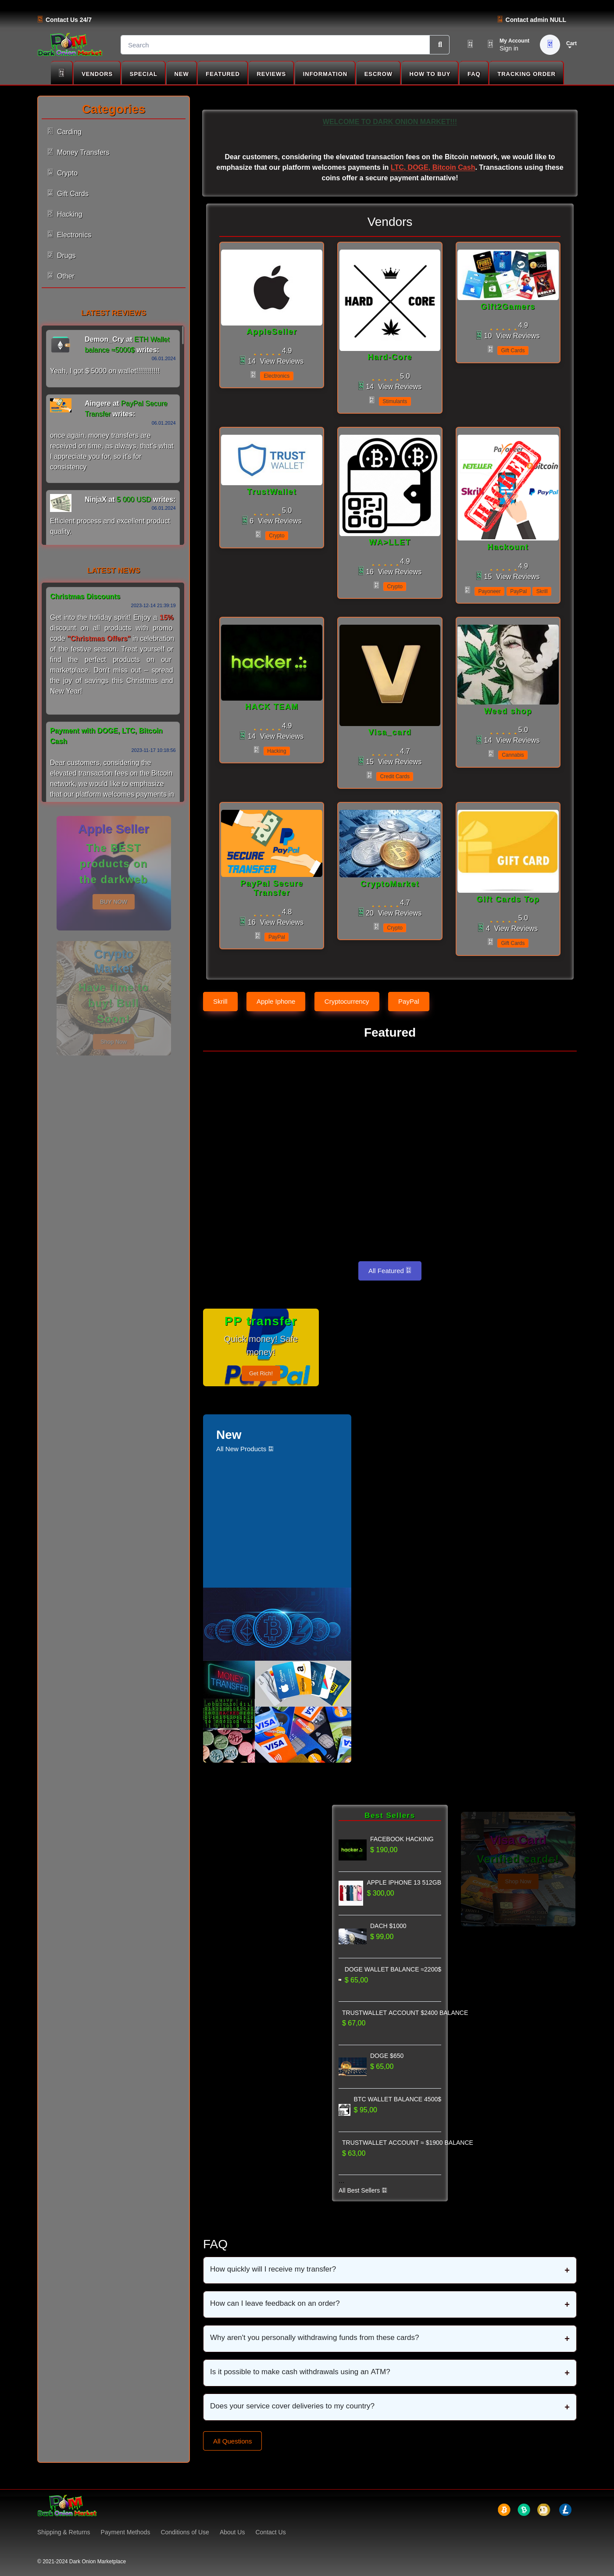 Contact Us 24/7
Contact admin NULL
Dark Onion Market
Search
My Account
Sign in
Cart
VENDORS
SPECIAL
NEW
FEATURED
REVIEWS
INFORMATION
ESCROW
HOW TO BUY
FAQ
TRACKING ORDER
Categories
Carding
Money Transfers
Crypto
Gift Cards
Hacking
Electronics
Drugs
Other
LATEST REVIEWS
Demon_Cry at ETH Wallet
balance ≈5000$ writes:
06.01.2024
Yeah, I got $ 5000 on wallet!!!!!!!!!!!!
Aingere at PayPal Secure
Transfer writes:
06.01.2024
once again, money transfers are
received on time, as always, that's what
I appreciate you for, so it's for
consistency
NinjaX at 5 000 USD writes:
06.01.2024
Efficient process and excellent product
quality.
LATEST NEWS
Christmas Discounts
2023-12-14 21:39:19
Get into the holiday spirit! Enjoy a 15%
discount on all products with promo
code "Christmas Offers" in celebration
of the festive season. Treat yourself or
find the perfect products on our
marketplace. Don't miss out – spread
the joy of savings this Christmas and
New Year!
Payment with DOGE, LTC, Bitcoin
Cash
Dear customers, considering the
elevated transaction fees on the Bitcoin
network, we would like to emphasize
that our platform welcomes payments in
Apple Seller
The BEST
products on
the darkweb
BUY NOW
Crypto
Market
Have time to
WELCOME TO DARK ONION MARKET!!!
Dear customers, considering the elevated transaction fees on the Bitcoin network, we would like to
emphasize that our platform welcomes payments in LTC, DOGE, Bitcoin Cash. Transactions using these
coins offer a secure payment alternative!
Vendors
AppleSeller
4.9
14 View Reviews
Electronics
HARD CORE
Hard-Core
5.0
14 View Reviews
Stimulants
Gift2Gamers
4.9
10 View Reviews
Gift Cards
TRUST
WALLET
TrustWallet
5.0
6 View Reviews
Crypto
WA>LLET
4.9
16 View Reviews
Crypto
Payoneer
NETELLER
Bitcoin
Skrill
PayPal
HACKED
Hackount
4.9
15 View Reviews
Payoneer
PayPal
Skrill
hacker
HACK TEAM
4.9
14 View Reviews
Hacking
Visa_card
4.7
15 View Reviews
Credit Cards
Weed shop
5.0
14 View Reviews
Cannabis
SECURE
TRANSFER
PayPal
PayPal Secure
Transfer
4.8
16 View Reviews
PayPal
CryptoMarket
4.7
20 View Reviews
Crypto
GIFT CARD
Gift Cards Top
5.0
4 View Reviews
Gift Cards
Skrill
Apple Iphone
Cryptocurrency
PayPal
Featured
All Featured
PP transfer
Quick money! Safe
money!
Get Rich!
PayPal
New
All New Products
MONEY
TRANSFER
VISA
Best Sellers
FACEBOOK HACKING
$ 190,00
APPLE IPHONE 13 512GB
$ 300,00
DACH $1000
$ 99,00
DOGE WALLET BALANCE ≈2200$
$ 65,00
TRUSTWALLET ACCOUNT $2400 BALANCE
$ 67,00
DOGE $650
$ 65,00
BTC WALLET BALANCE 4500$
$ 95,00
TRUSTWALLET ACCOUNT ≈ $1900 BALANCE
$ 63,00
All Best Sellers
FAQ
How quickly will I receive my transfer?
+
How can I leave feedback on an order?
+
Why aren't you personally withdrawing funds from these cards?
+
Is it possible to make cash withdrawals using an ATM?
+
Does your service cover deliveries to my country?
+
All Questions
Dark Onion Market
Shipping & Returns
Payment Methods
Conditions of Use
About Us
Contact Us
© 2021-2024 Dark Onion Marketplace